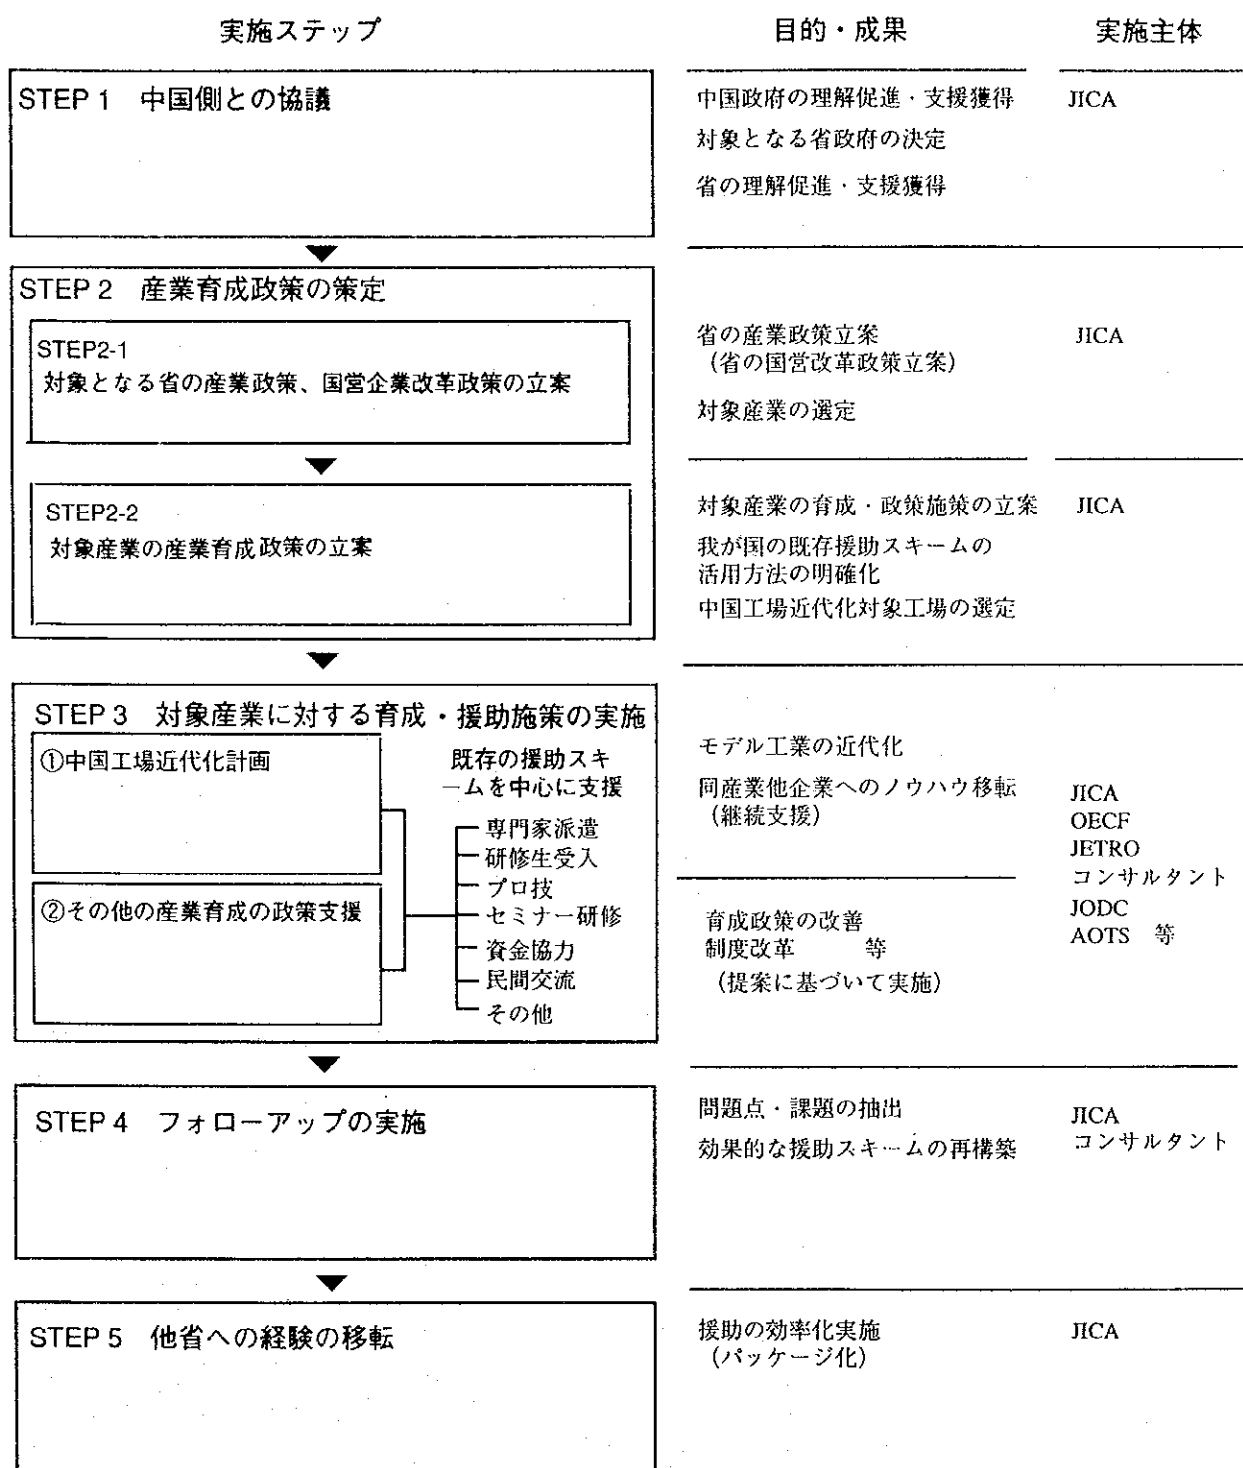 実施ステップ
目的・成果
実施主体
STEP 1 中国側との協議
中国政府の理解促進・支援獲得
JICA
対象となる省政府の決定
省の理解促進・支援獲得
STEP 2 産業育成政策の策定
STEP2-1
対象となる省の産業政策、国営企業改革政策の立案
省の産業政策立案
(省の国営改革政策立案)
JICA
対象産業の選定
STEP2-2
対象産業の産業育成政策の立案
対象産業の育成・政策施策の立案
JICA
我が国の既存援助スキームの
活用方法の明確化
中国工場近代化対象工場の選定
STEP 3 対象産業に対する育成・援助施策の実施
①中国工場近代化計画
②その他の産業育成の政策支援
既存の援助スキ
ームを中心に支援
専門家派遣
研修生受入
プロ技
セミナー研修
資金協力
民間交流
その他
モデル工業の近代化
同産業他企業へのノウハウ移転
(継続支援)
育成政策の改善
制度改革 等
(提案に基づいて実施)
JICA
OECF
JETRO
コンサルタント
JODC
AOTS 等
STEP 4 フォローアップの実施
問題点・課題の抽出
効果的な援助スキームの再構築
JICA
コンサルタント
STEP 5 他省への経験の移転
援助の効率化実施
(パッケージ化)
JICA